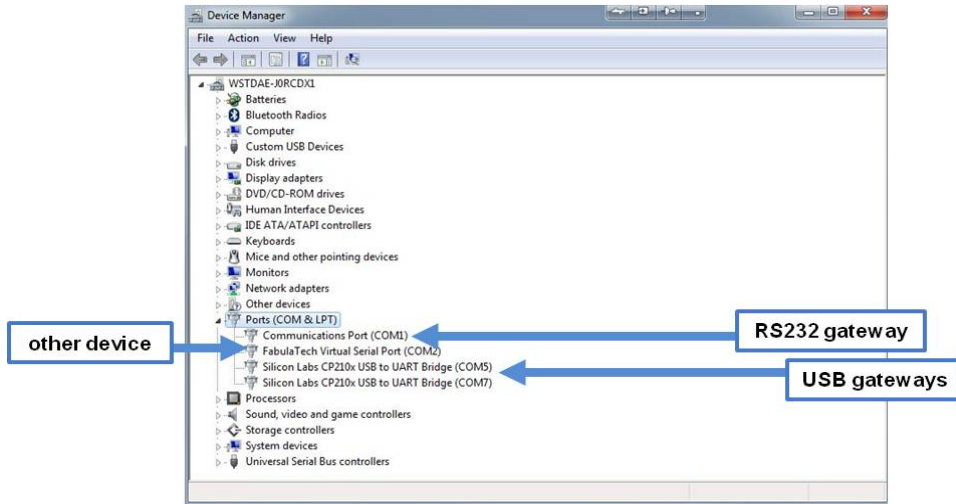 Device Manager
File Action View Help
WSTDAE-J0RCDX1
Batteries
Bluetooth Radios
Computer
Custom USB Devices
Disk drives
Display adapters
DVD/CD-ROM drives
Human Interface Devices
IDE ATA/ATAPI controllers
Keyboards
Mice and other pointing devices
Monitors
Network adapters
Other devices
Ports (COM & LPT)
Communications Port (COM1)
FabulaTech Virtual Serial Port (COM2)
Silicon Labs CP210x USB to UART Bridge (COM5)
Silicon Labs CP210x USB to UART Bridge (COM7)
Processors
Sound, video and game controllers
Storage controllers
System devices
Universal Serial Bus controllers
other device
RS232 gateway
USB gateways